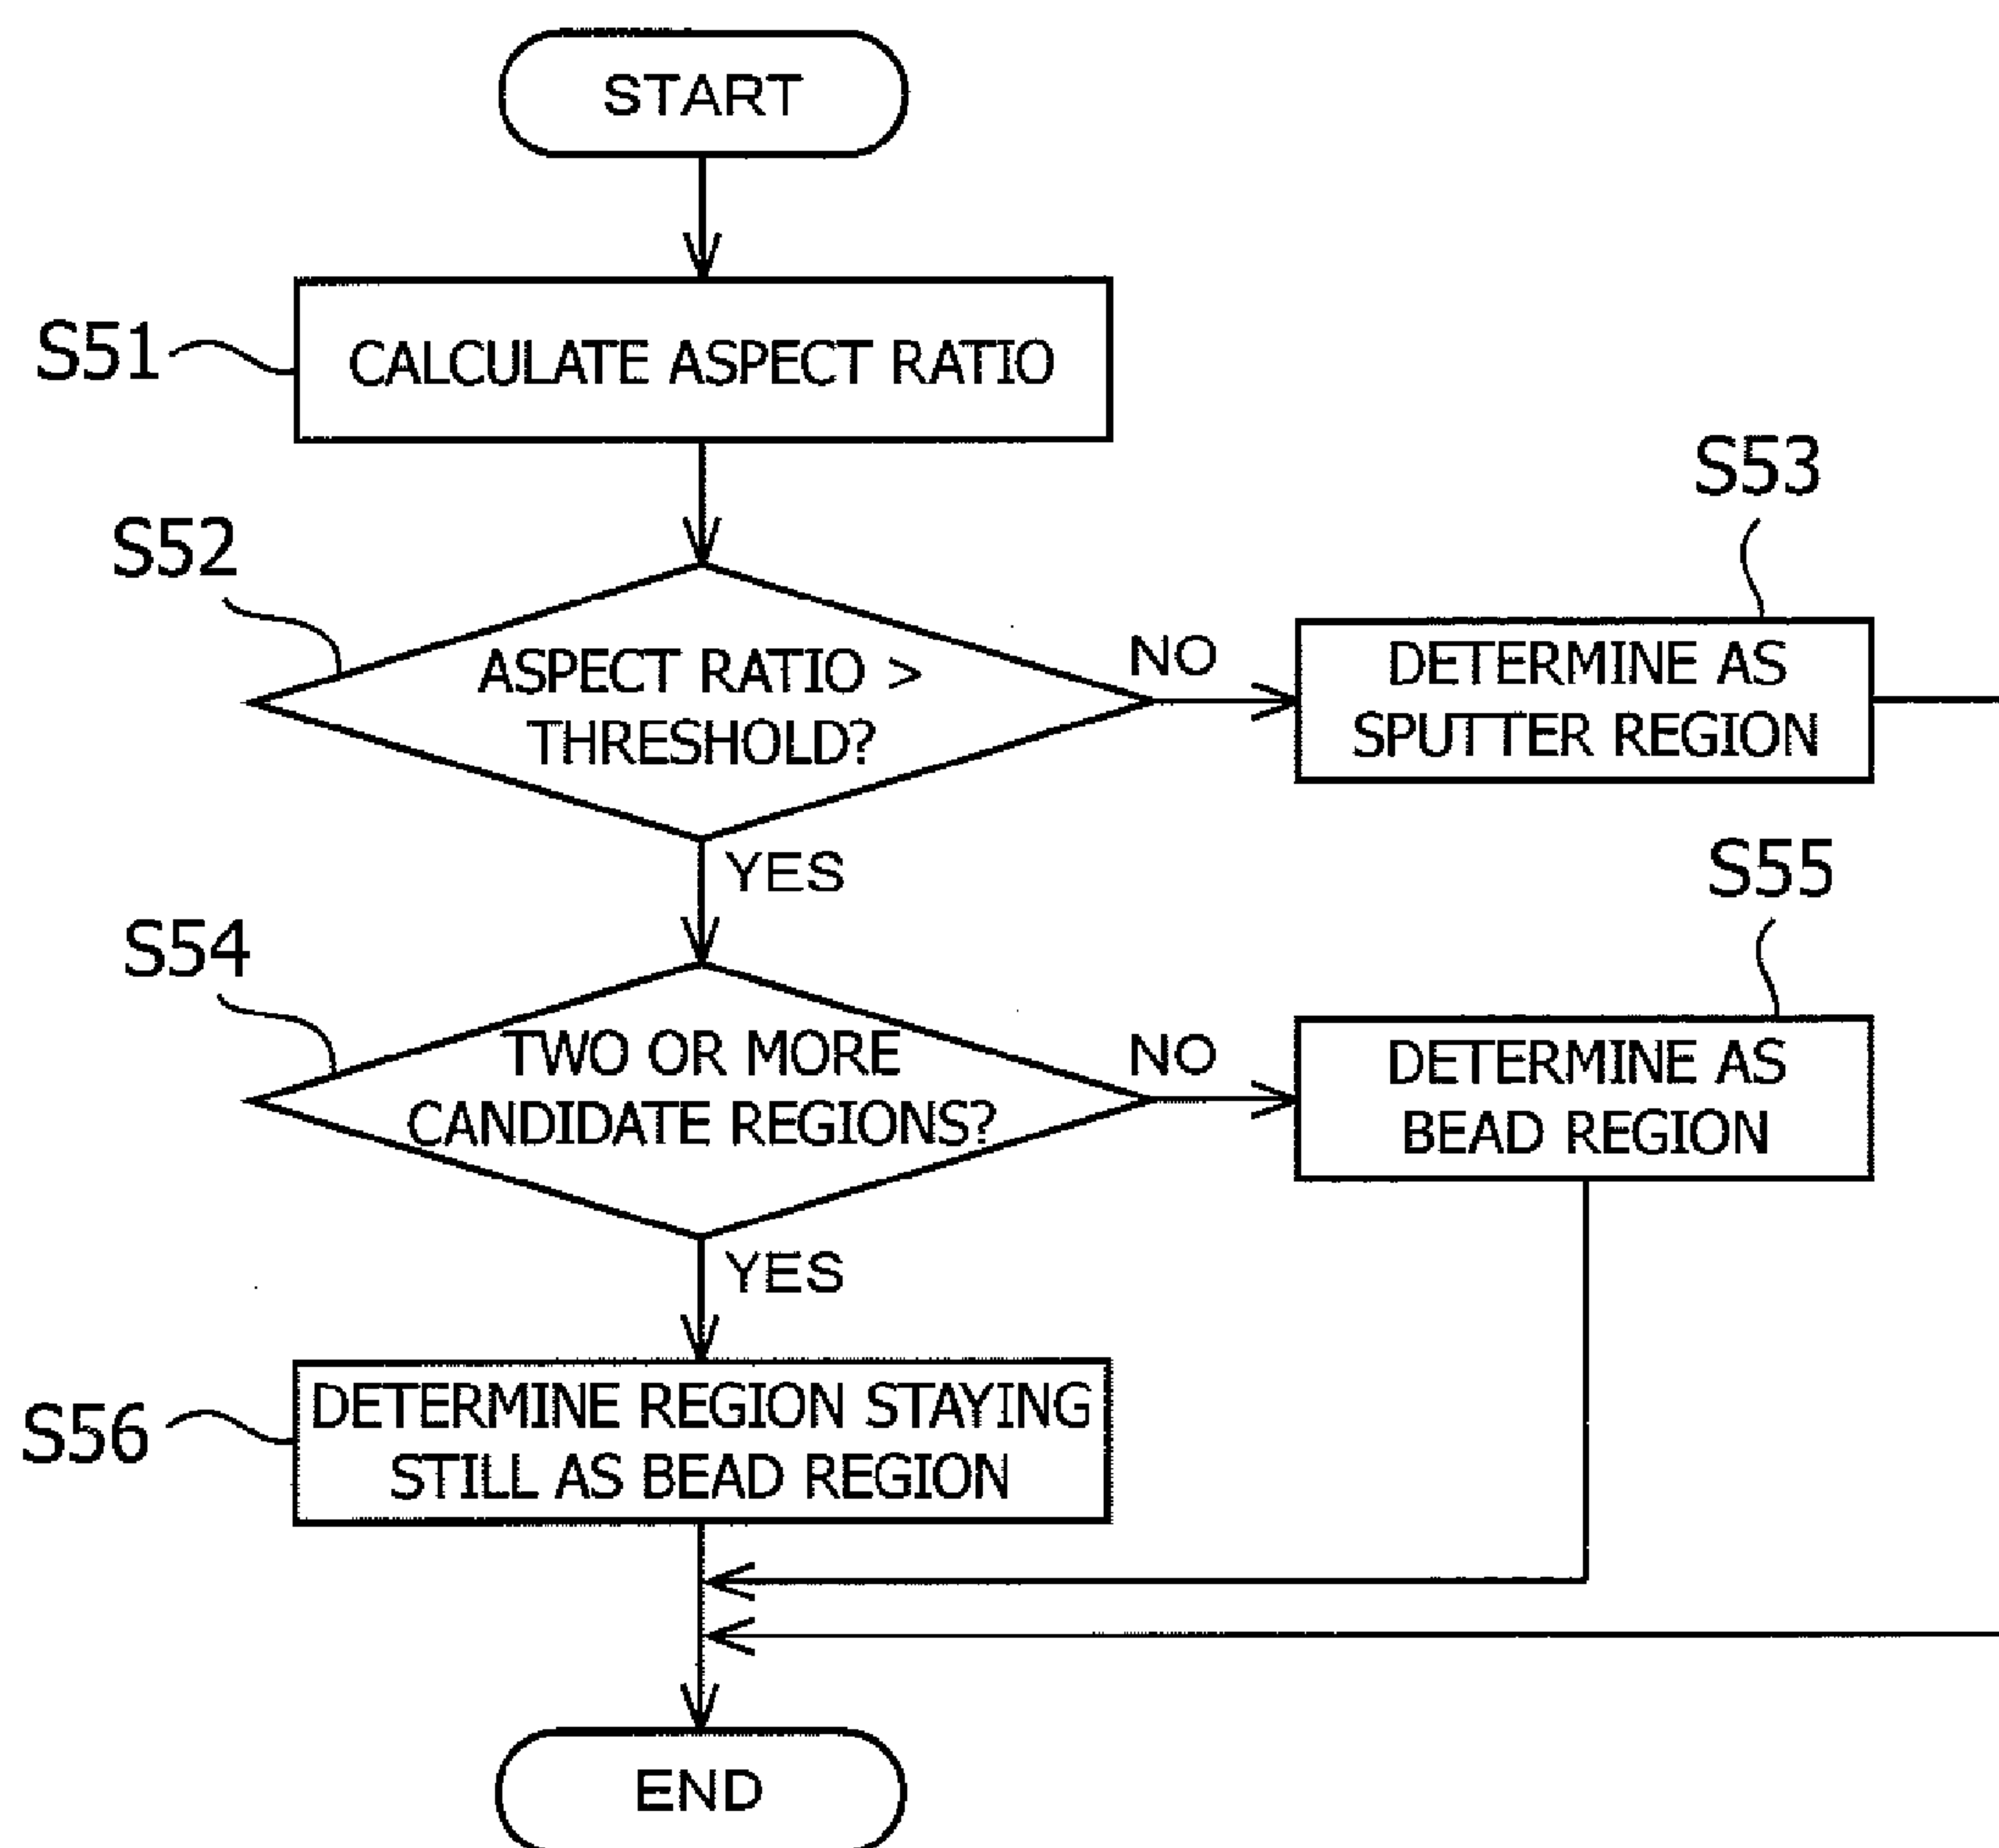 START
S51
CALCULATE ASPECT RATIO
S52
ASPECT RATIO >
THRESHOLD?
NO
S53
DETERMINE AS
SPUTTER REGION
YES
S54
TWO OR MORE
CANDIDATE REGIONS?
NO
S55
DETERMINE AS
BEAD REGION
YES
S56
DETERMINE REGION STAYING
STILL AS BEAD REGION
END